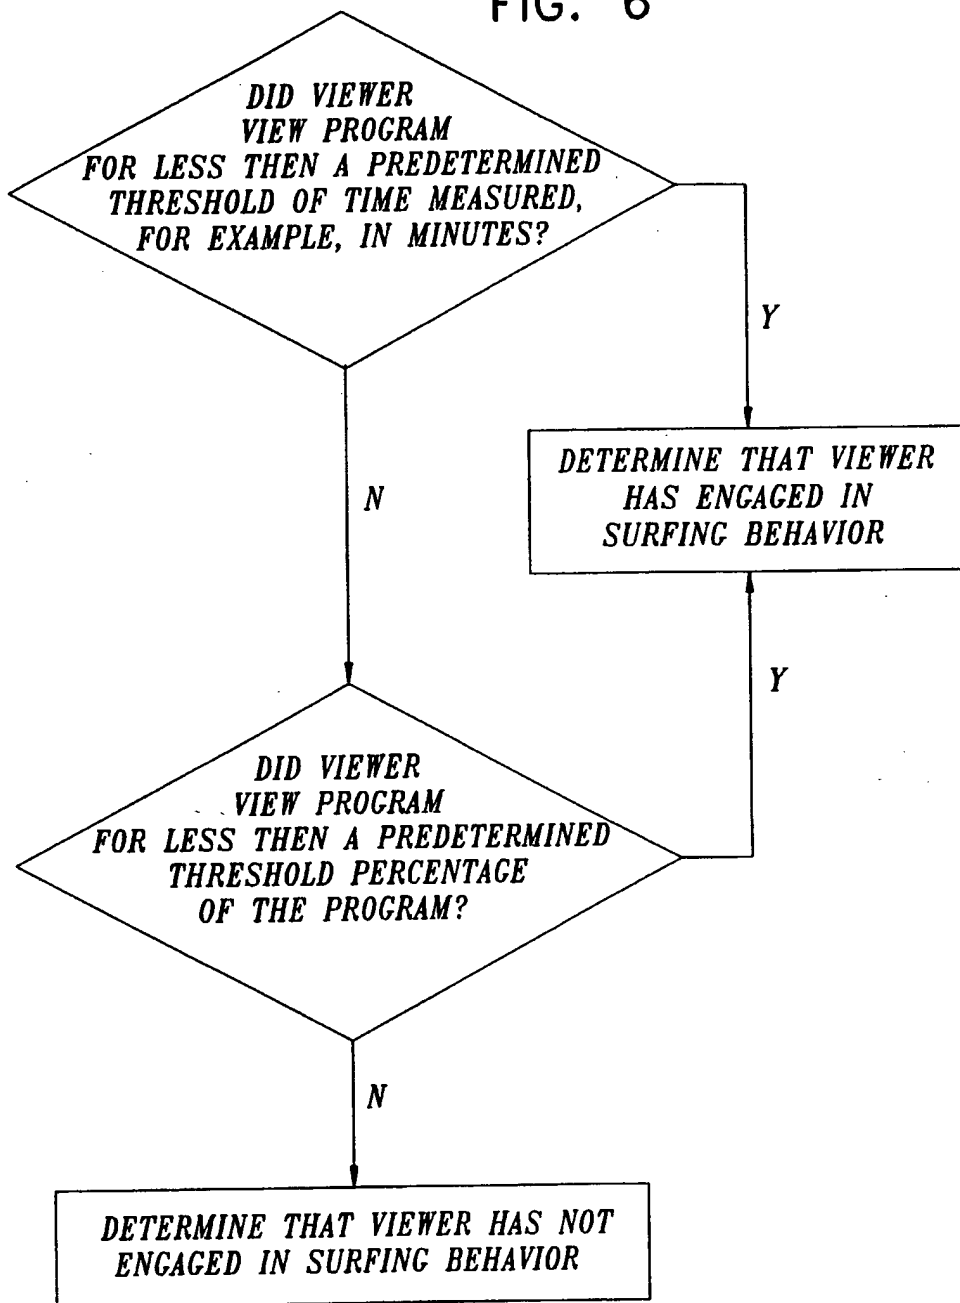 FIG. 6
DID VIEWER
VIEW PROGRAM
FOR LESS THEN A PREDETERMINED
THRESHOLD OF TIME MEASURED,
FOR EXAMPLE, IN MINUTES?
Y
N
DETERMINE THAT VIEWER
HAS ENGAGED IN
SURFING BEHAVIOR
Y
DID VIEWER
VIEW PROGRAM
FOR LESS THEN A PREDETERMINED
THRESHOLD PERCENTAGE
OF THE PROGRAM?
N
DETERMINE THAT VIEWER HAS NOT
ENGAGED IN SURFING BEHAVIOR